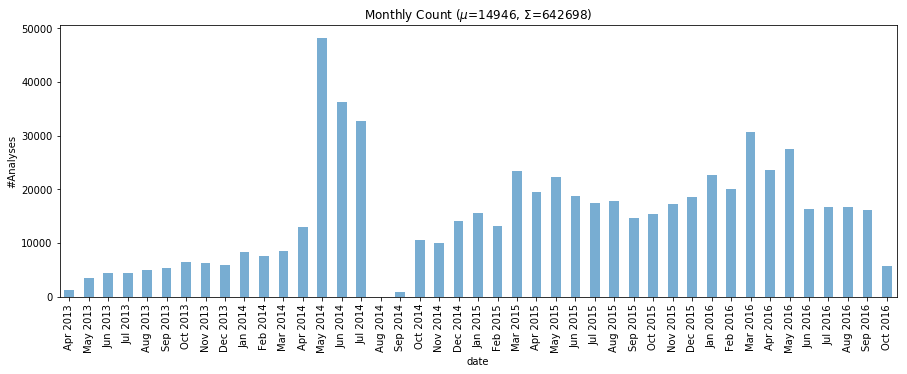 Monthly Count (μ=14946, Σ=642698)
50000
40000
30000
20000
10000
0
#Analyses
Apr 2013
May 2013
Jun 2013
Jul 2013
Aug 2013
Sep 2013
Oct 2013
Nov 2013
Dec 2013
Jan 2014
Feb 2014
Mar 2014
Apr 2014
May 2014
Jun 2014
Jul 2014
Aug 2014
Sep 2014
Oct 2014
Nov 2014
Dec 2014
Jan 2015
Feb 2015
Mar 2015
Apr 2015
May 2015
Jun 2015
Jul 2015
Aug 2015
Sep 2015
Oct 2015
Nov 2015
Dec 2015
Jan 2016
Feb 2016
Mar 2016
Apr 2016
May 2016
Jun 2016
Jul 2016
Aug 2016
Sep 2016
Oct 2016
date